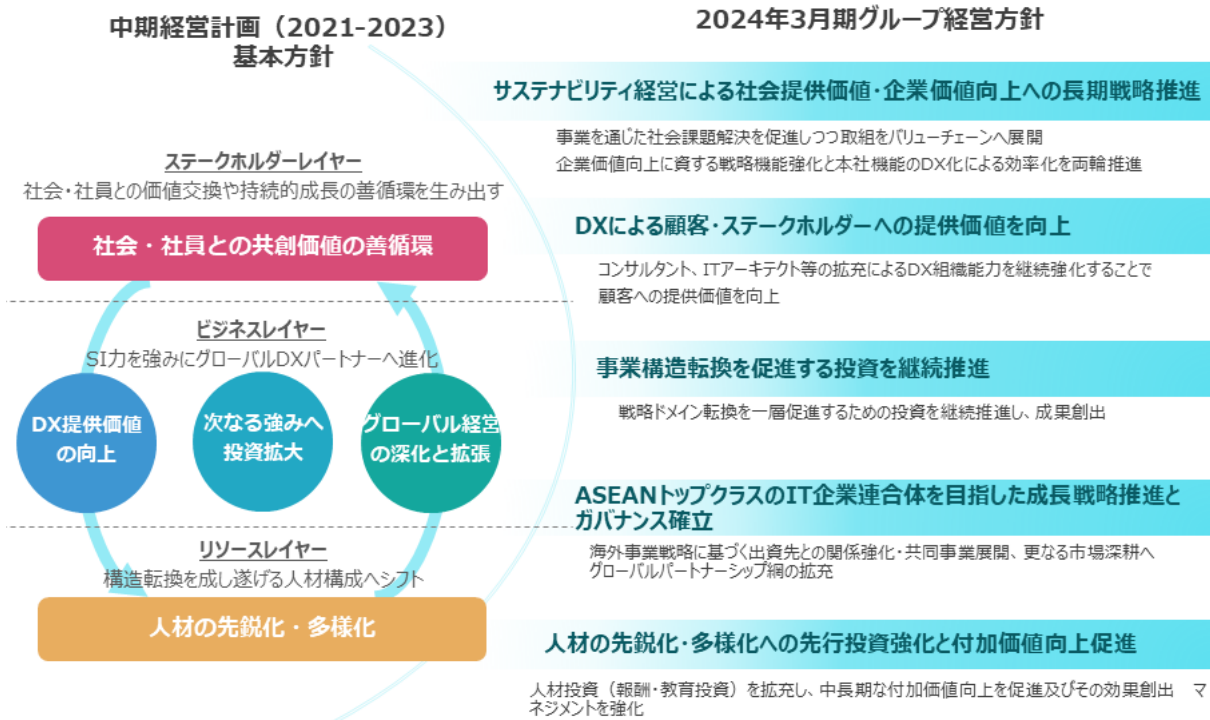 中期経営計画（2021-2023）
基本方針
ステークホルダーレイヤー
社会・社員との価値交換や持続的成長の善循環を生み出す
社会・社員との共創価値の善循環
ビジネスレイヤー
SI力を強みにグローバルDXパートナーへ進化
DX提供価値
の向上
次なる強みへ
投資拡大
グローバル経営
の深化と拡張
リソースレイヤー
構造転換を成し遂げる人材構成へシフト
人材の先鋭化・多様化
2024年3月期グループ経営方針
サステナビリティ経営による社会提供価値・企業価値向上への長期戦略推進
事業を通じた社会課題解決を促進しつつ取組をバリューチェーンへ展開
企業価値向上に資する戦略機能強化と本社機能のDX化による効率化を両輪推進
DXによる顧客・ステークホルダーへの提供価値を向上
コンサルタント、ITアーキテクト等の拡充によるDX組織能力を継続強化することで
顧客への提供価値を向上
事業構造転換を促進する投資を継続推進
戦略ドメイン転換を一層促進するための投資を継続推進し、成果創出
ASEANトップクラスのIT企業連合体を目指した成長戦略推進と
ガバナンス確立
海外事業戦略に基づく出資先との関係強化・共同事業展開、更なる市場深耕へ
グローバルパートナーシップ網の拡充
人材の先鋭化・多様化への先行投資強化と付加価値向上促進
人材投資（報酬・教育投資）を拡充し、中長期な付加価値向上を促進及びその効果創出　マ
ネジメントを強化